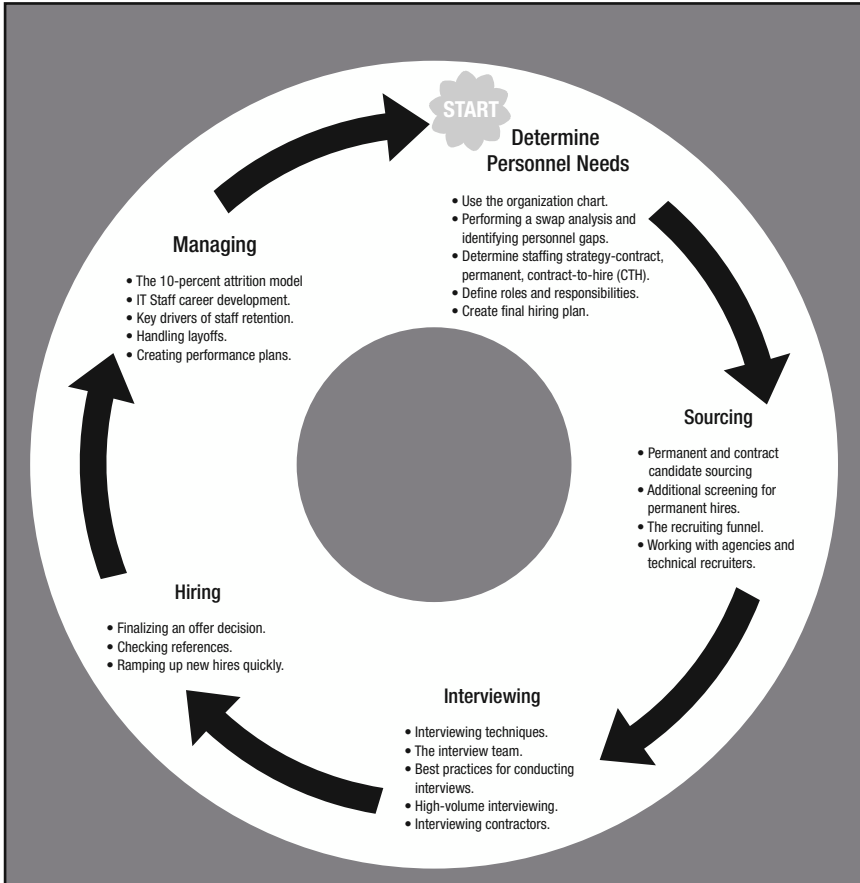 START
Determine
Personnel Needs
• Use the organization chart.
• Performing a swap analysis and
identifying personnel gaps.
• Determine staffing strategy-contract,
permanent, contract-to-hire (CTH).
• Define roles and responsibilities.
• Create final hiring plan.
Sourcing
• Permanent and contract
candidate sourcing
• Additional screening for
permanent hires.
• The recruiting funnel.
• Working with agencies and
technical recruiters.
Interviewing
• Interviewing techniques.
• The interview team.
• Best practices for conducting
interviews.
• High-volume interviewing.
• Interviewing contractors.
Hiring
• Finalizing an offer decision.
• Checking references.
• Ramping up new hires quickly.
Managing
• The 10-percent attrition model
• IT Staff career development.
• Key drivers of staff retention.
• Handling layoffs.
• Creating performance plans.